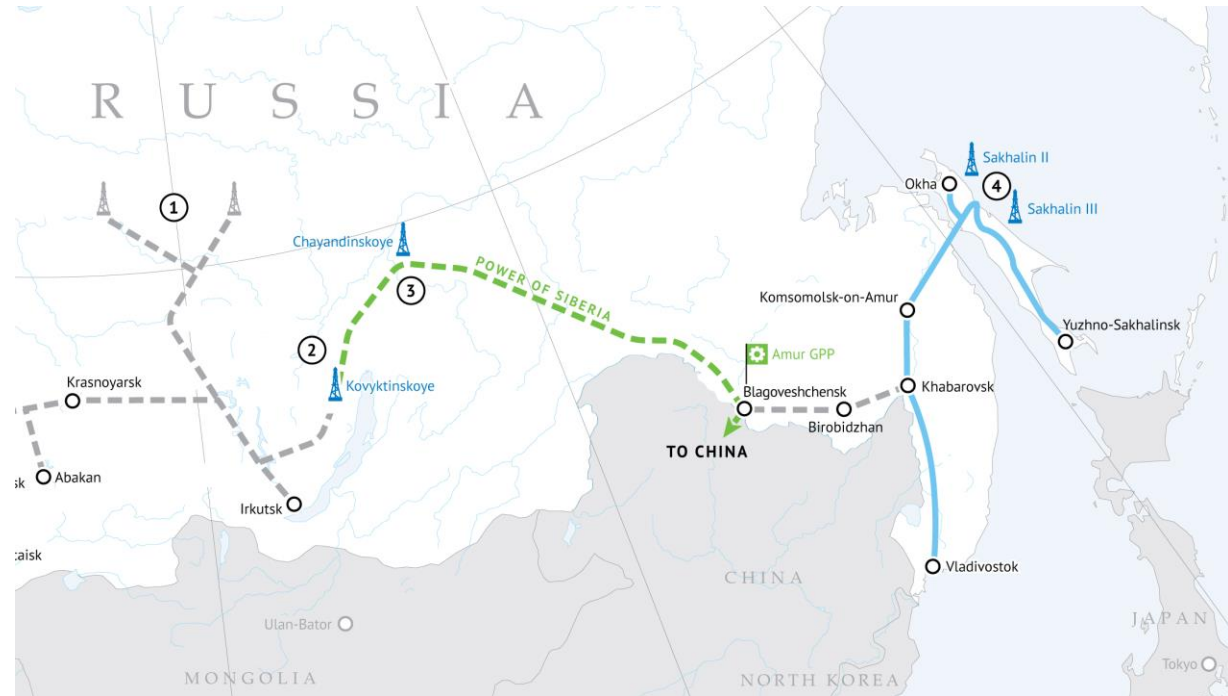 RUSSIA
1
Sakhalin II
Okha
4
Sakhalin III
Chayandinskoye
3
POWER OF SIBERIA
Komsomolsk-on-Amur
2
Yuzhno-Sakhalinsk
Amur GPP
Krasnoyarsk
Kovyktinskoye
Blagoveshchensk
Khabarovsk
Birobidzhan
TO CHINA
sk
Abakan
Irkutsk
caisk
Vladivostok
CHINA
Ulan-Bator
JAPAN
MONGOLIA
NORTH KOREA
Tokyo